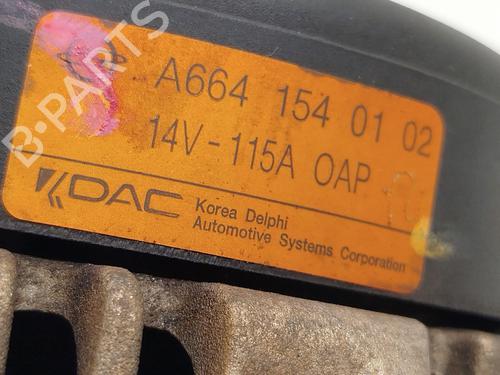 A664 154 01 02
14V-115A OAP
KDAC Korea Delphi
Automotive Systems Corporation
B-PARTS